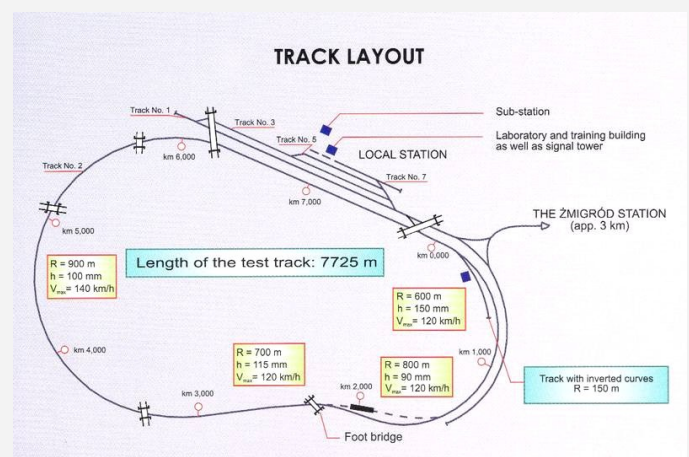 TRACK LAYOUT
Track No. 1
Track No. 3
Sub-station
Track No. 5
Laboratory and training building
as well as signal tower
LOCAL STATION
km 6,000
Track No. 2
Track No. 7
km 7,000
THE ŻMIGRÓD STATION
(app. 3 km)
km 5,000
km 0,000
Length of the test track: 7725 m
R = 900 m
h = 100 mm
Vmax= 140 km/h
R = 600 m
h = 150 mm
Vmax= 120 km/h
km 4,000
km 1,000
R = 700 m
h = 115 mm
Vmax= 120 km/h
R = 800 m
h = 90 mm
Vmax= 120 km/h
Track with inverted curves
R = 150 m
km 3,000
km 2,000
Foot bridge